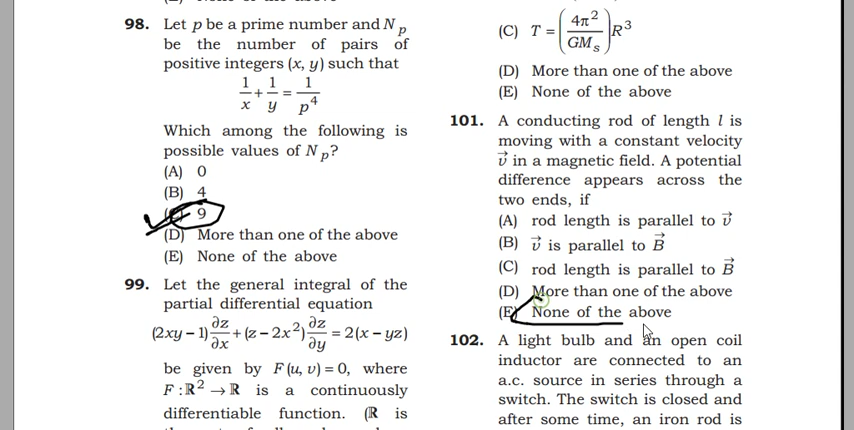 98. Let p be a prime number and N_p
be the number of pairs of
positive integers (x, y) such that
1/x + 1/y = 1/p^4
Which among the following is
possible values of N_p?
(A) 0
(B) 4
9
(D) More than one of the above
(E) None of the above
99. Let the general integral of the
partial differential equation
(2xy – 1) ∂z/∂x + (z – 2x²) ∂z/∂y = 2(x – yz)
be given by F(u, v) = 0, where
F : ℝ² → ℝ is a continuously
differentiable function. (ℝ is
(C) T = (4π²/GM_s) R³
(D) More than one of the above
(E) None of the above
101. A conducting rod of length l is
moving with a constant velocity
v⃗ in a magnetic field. A potential
difference appears across the
two ends, if
(A) rod length is parallel to v⃗
(B) v⃗ is parallel to B⃗
(C) rod length is parallel to B⃗
(D) More than one of the above
(E) None of the above
102. A light bulb and an open coil
inductor are connected to an
a.c. source in series through a
switch. The switch is closed and
after some time, an iron rod is